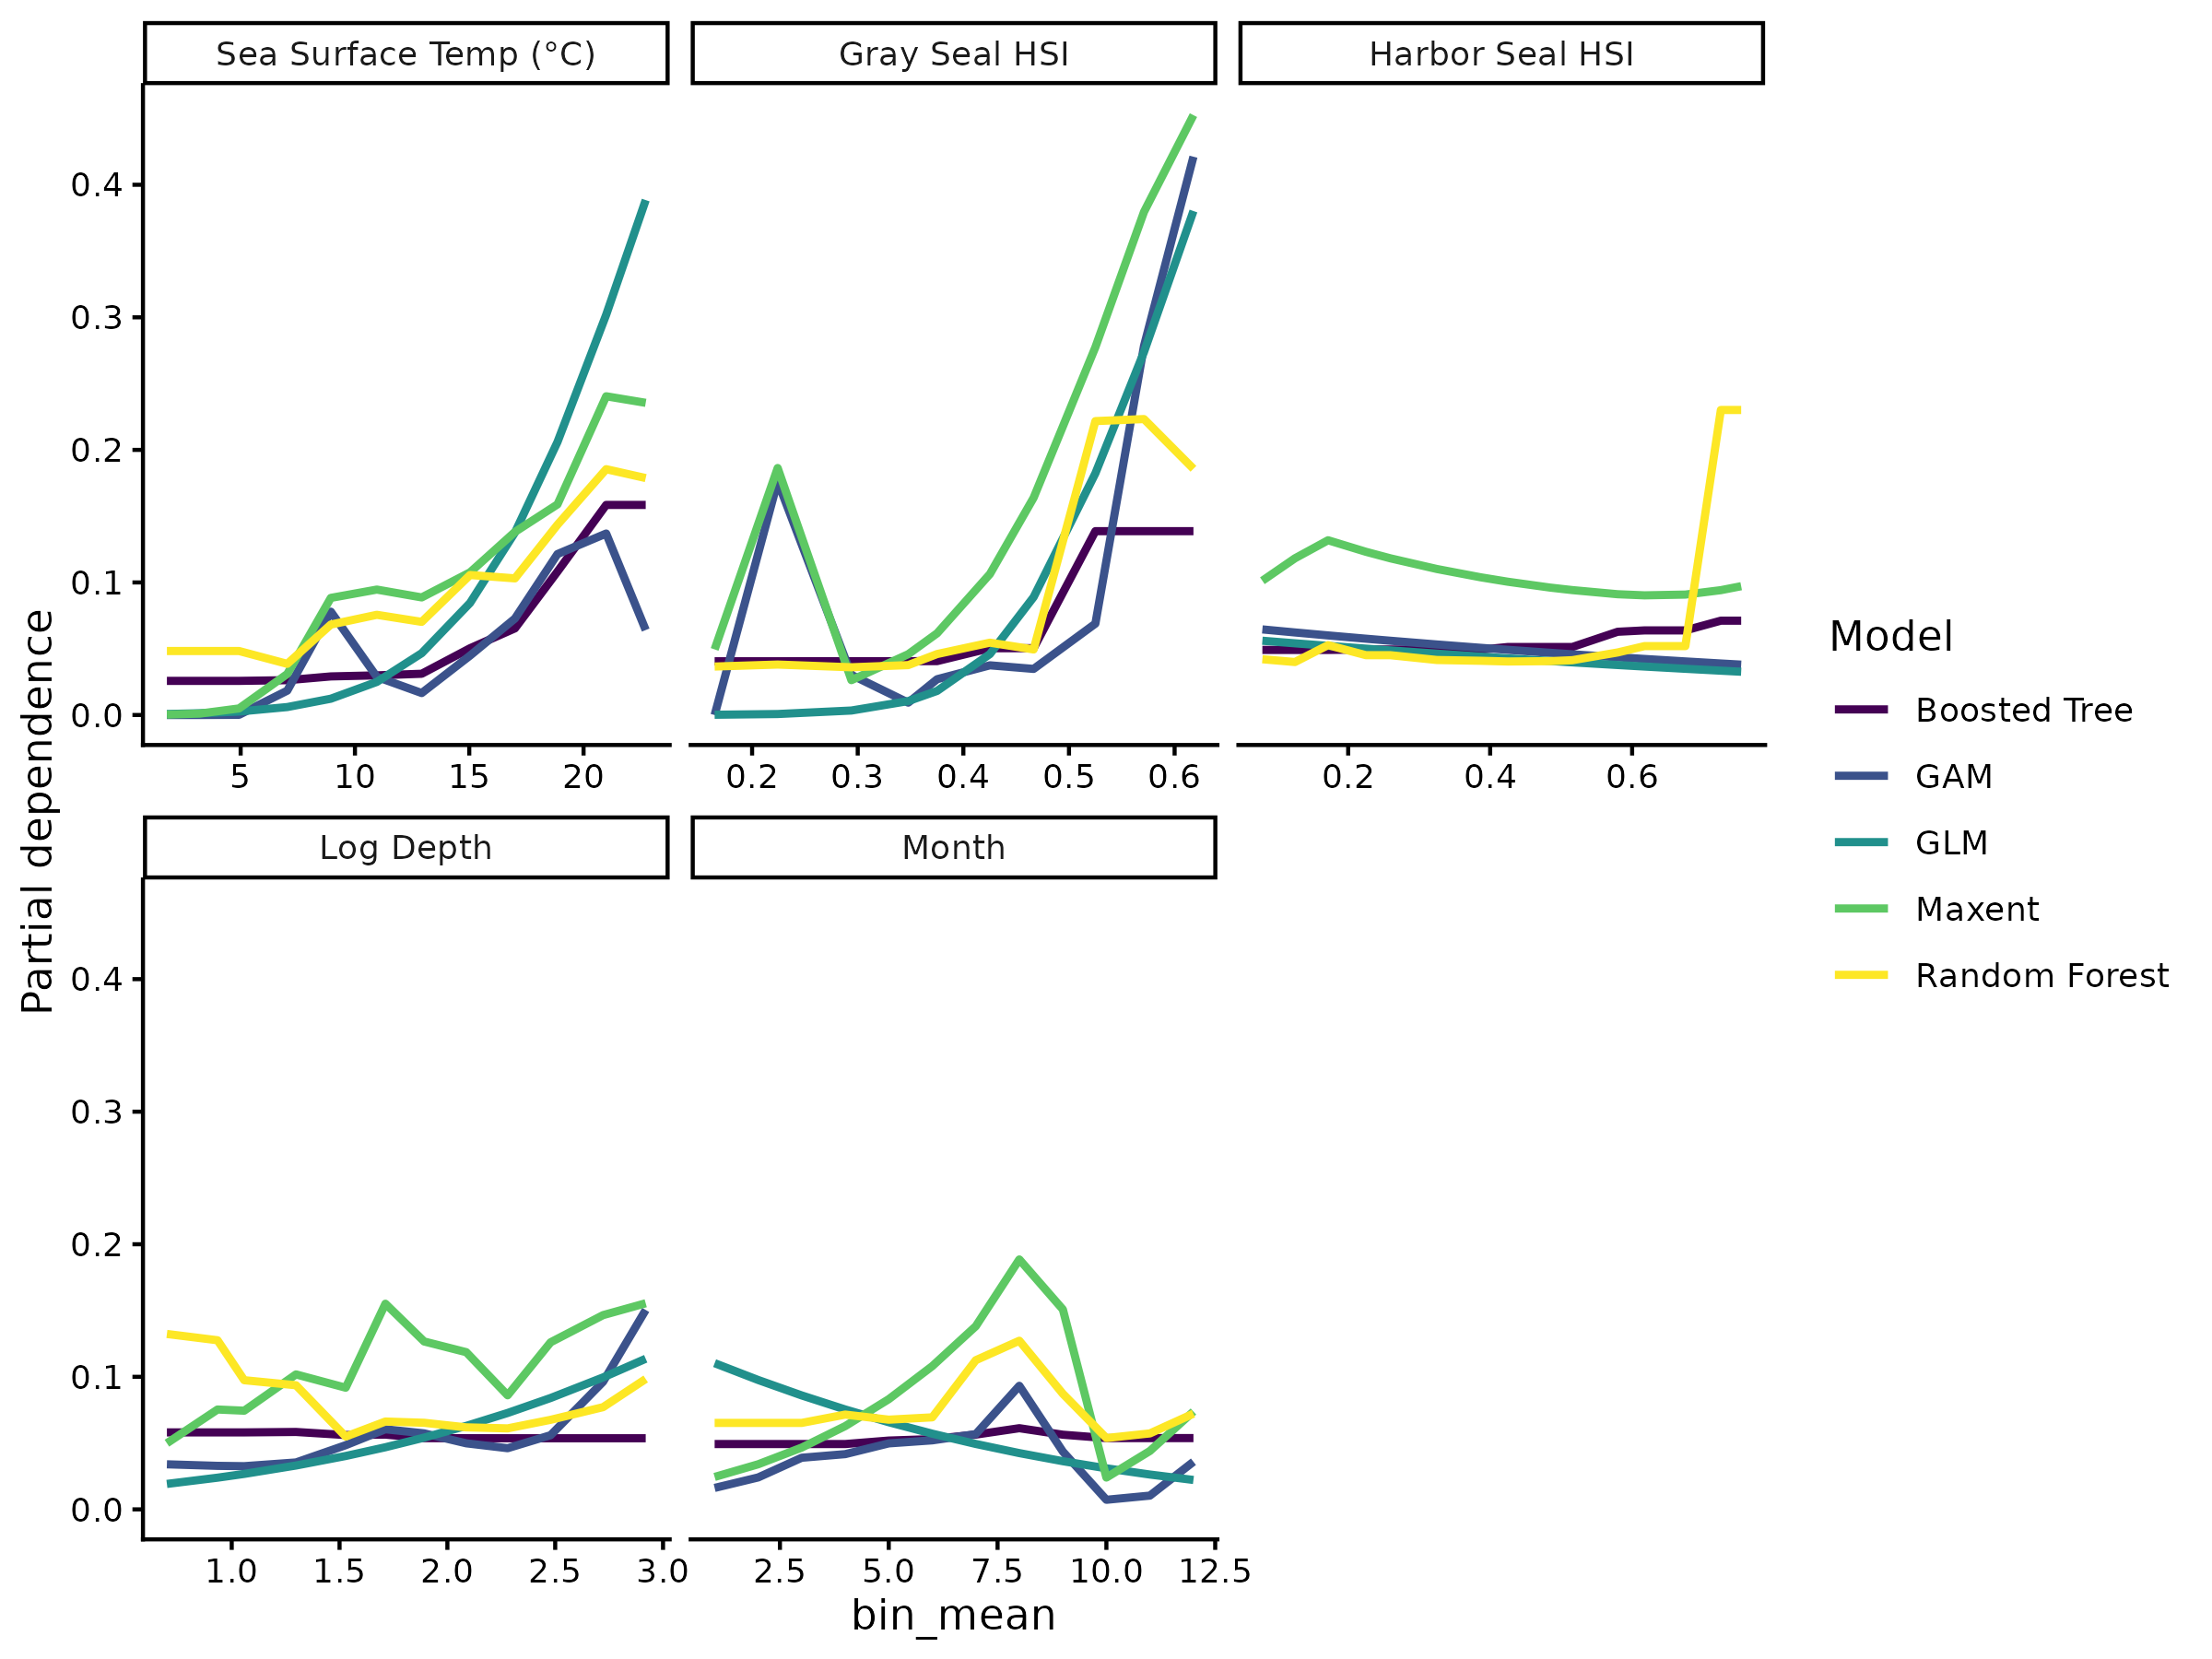 Sea Surface Temp (°C)
Gray Seal HSI
Harbor Seal HSI
0.4
0.3
0.2
0.1
0.0
5 10 15 20
0.2 0.3 0.4 0.5 0.6
0.2 0.4 0.6
Log Depth
Month
0.4
0.3
0.2
0.1
0.0
1.0 1.5 2.0 2.5 3.0
2.5 5.0 7.5 10.0 12.5
Partial dependence
bin_mean
Model
Boosted Tree
GAM
GLM
Maxent
Random Forest